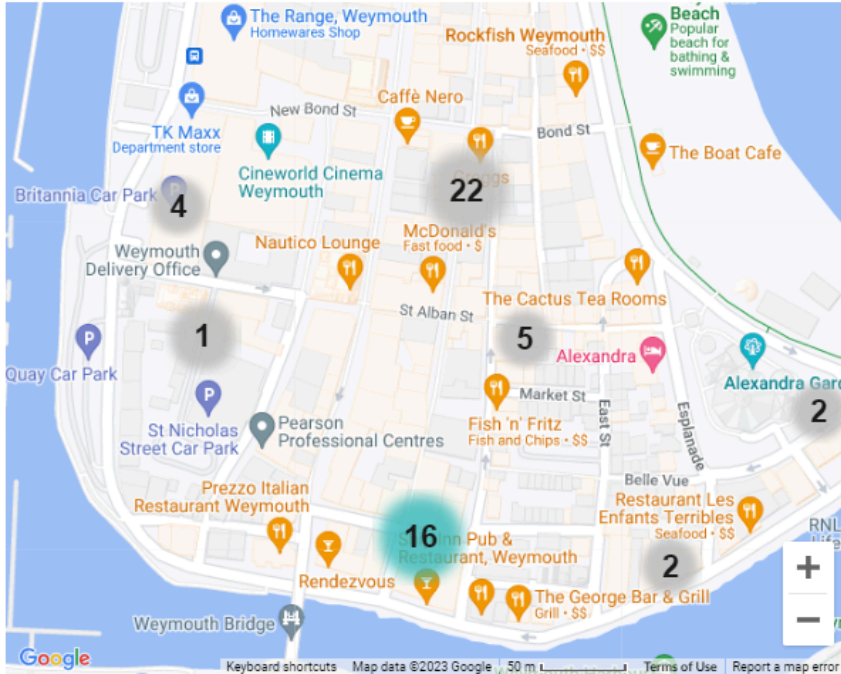 The Range, Weymouth
Homewares Shop
Beach
Popular
beach for
bathing &
swimming
Rockfish Weymouth
Seafood • $$
Caffè Nero
New Bond St
Bond St
TK Maxx
Department store
Cineworld Cinema
Weymouth
The Boat Cafe
Britannia Car Park
P
4
22
Greggs
McDonald's
Fast food • $
Nautico Lounge
Weymouth
Delivery Office
The Cactus Tea Rooms
St Alban St
1
5
P
Quay Car Park
Alexandra
Alexandra Gard
P
St Nicholas
Street Car Park
Market St
East St
Esplanade
2
Fish 'n' Fritz
Fish and Chips • $$
Pearson
Professional Centres
Belle Vue
Prezzo Italian
Restaurant Weymouth
Restaurant Les
Enfants Terribles
Seafood • $$
RNL
Life
16
Inn Pub &
Restaurant, Weymouth
Rendezvous
2
+
−
The George Bar & Grill
Grill • $$
Weymouth Bridge
Google
Keyboard shortcuts
Map data ©2023 Google
50 m
Terms of Use
Report a map error